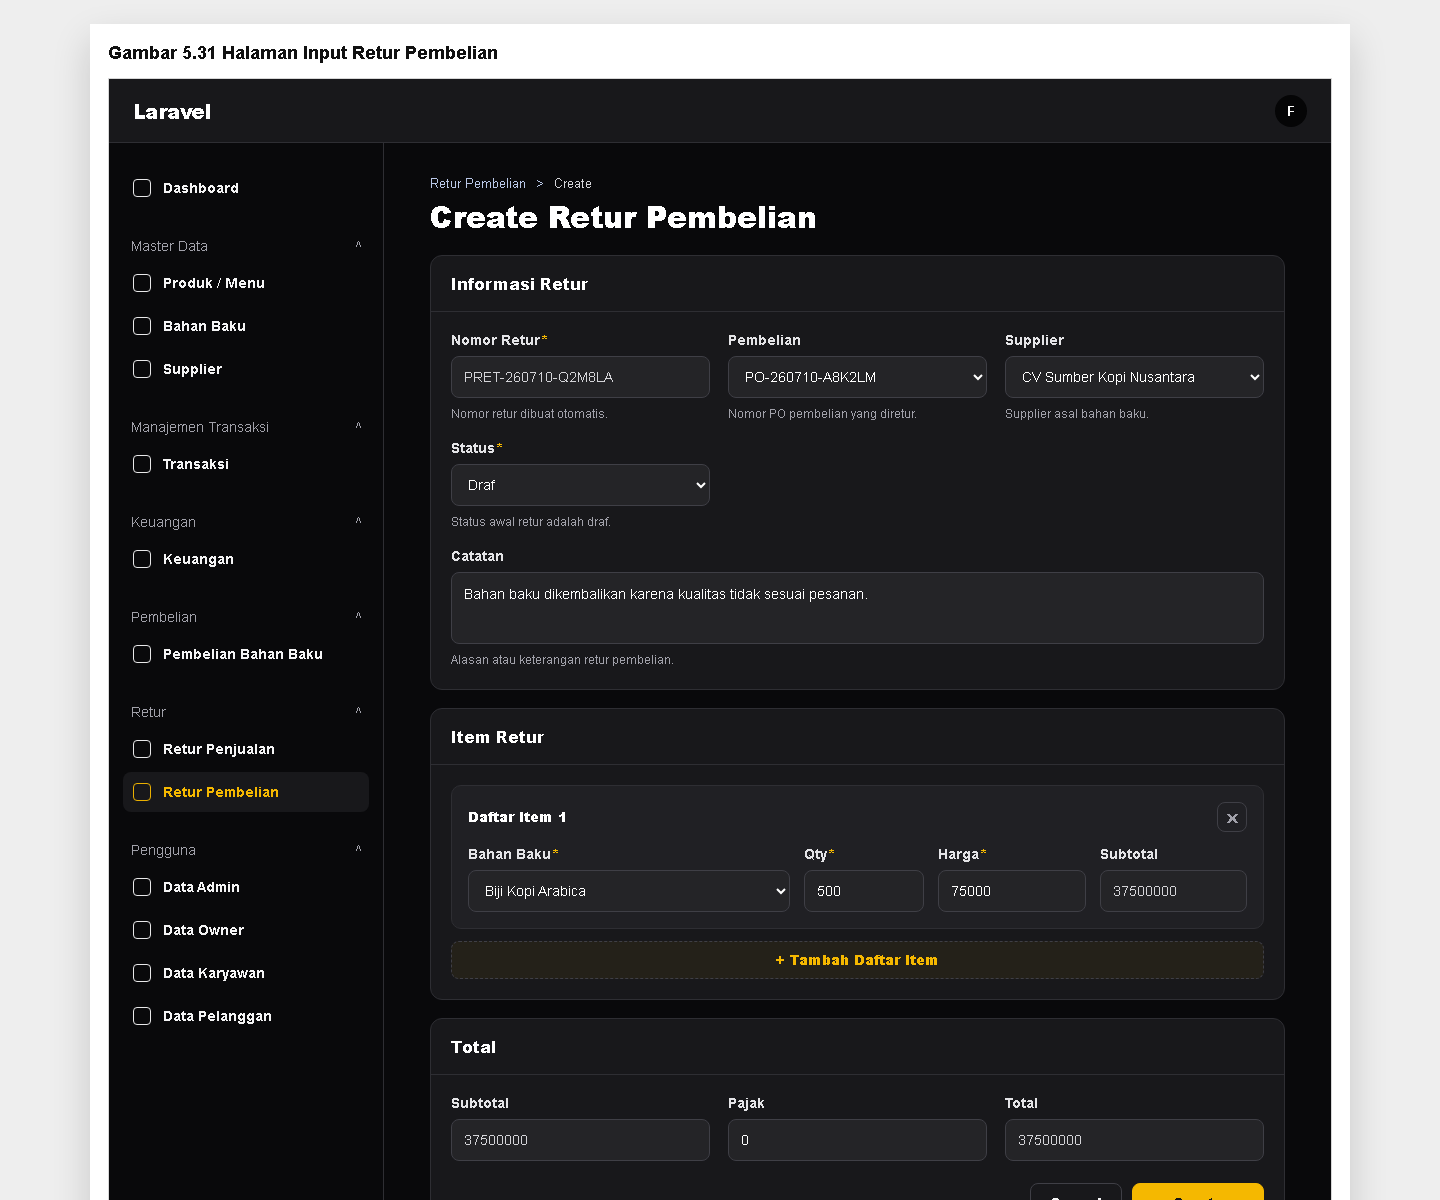 Gambar 5.31 Halaman Input Retur Pembelian
Laravel
F
Dashboard
Master Data
Produk / Menu
Bahan Baku
Supplier
Manajemen Transaksi
Transaksi
Keuangan
Keuangan
Pembelian
Pembelian Bahan Baku
Retur
Retur Penjualan
Retur Pembelian
Pengguna
Data Admin
Data Owner
Data Karyawan
Data Pelanggan
Retur Pembelian > Create
Create Retur Pembelian
Informasi Retur
Nomor Retur* Pembelian Supplier
PRET-260710-Q2M8LA PO-260710-A8K2LM CV Sumber Kopi Nusantara
Nomor retur dibuat otomatis. Nomor PO pembelian yang diretur. Supplier asal bahan baku.
Status*
Draf
Status awal retur adalah draf.
Catatan
Bahan baku dikembalikan karena kualitas tidak sesuai pesanan.
Alasan atau keterangan retur pembelian.
Item Retur
Daftar Item 1
Bahan Baku* Qty* Harga* Subtotal
Biji Kopi Arabica 500 75000 37500000
+ Tambah Daftar Item
Total
Subtotal Pajak Total
37500000 0 37500000